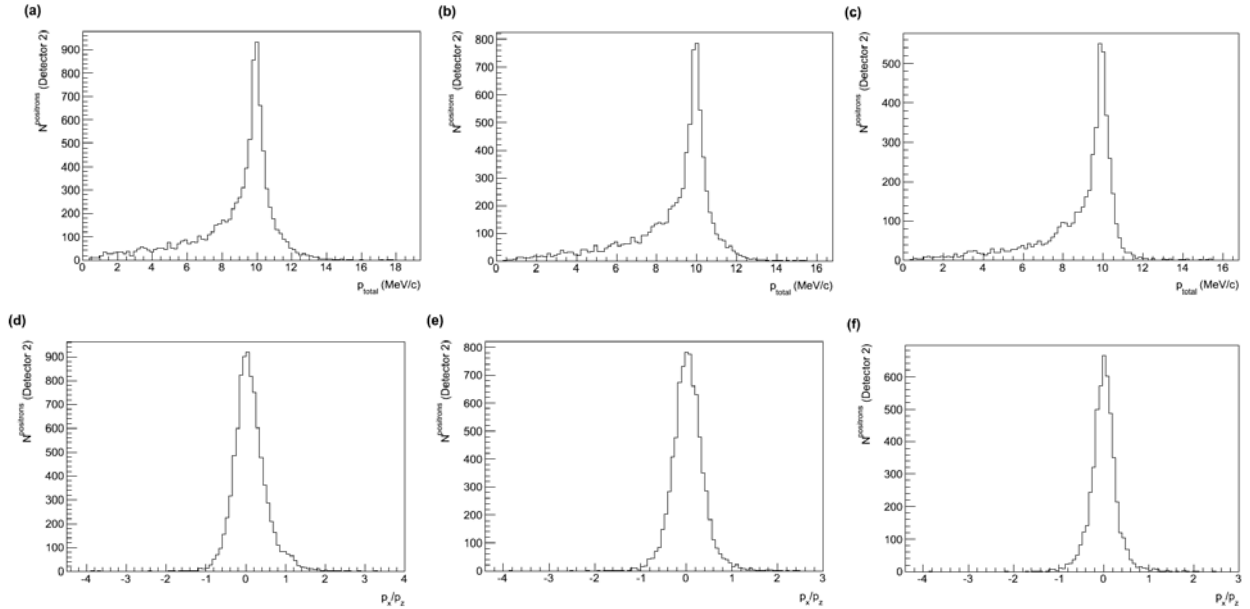 (a)
900
800
700
600
500
400
300
200
100
0
N^positrons (Detector 2)
0 2 4 6 8 10 12 14 16 18
p_total (MeV/c)
(b)
800
700
600
500
400
300
200
100
0
N^positrons (Detector 2)
0 2 4 6 8 10 12 14 16
p_total (MeV/c)
(c)
500
400
300
200
100
0
N^positrons (Detector 2)
0 2 4 6 8 10 12 14 16
p_total (MeV/c)
(d)
900
800
700
600
500
400
300
200
100
0
N^positrons (Detector 2)
-4 -3 -2 -1 0 1 2 3 4
p_x/p_z
(e)
800
700
600
500
400
300
200
100
0
N^positrons (Detector 2)
-4 -3 -2 -1 0 1 2 3
p_x/p_z
(f)
600
500
400
300
200
100
0
N^positrons (Detector 2)
-4 -3 -2 -1 0 1 2 3
p_x/p_z